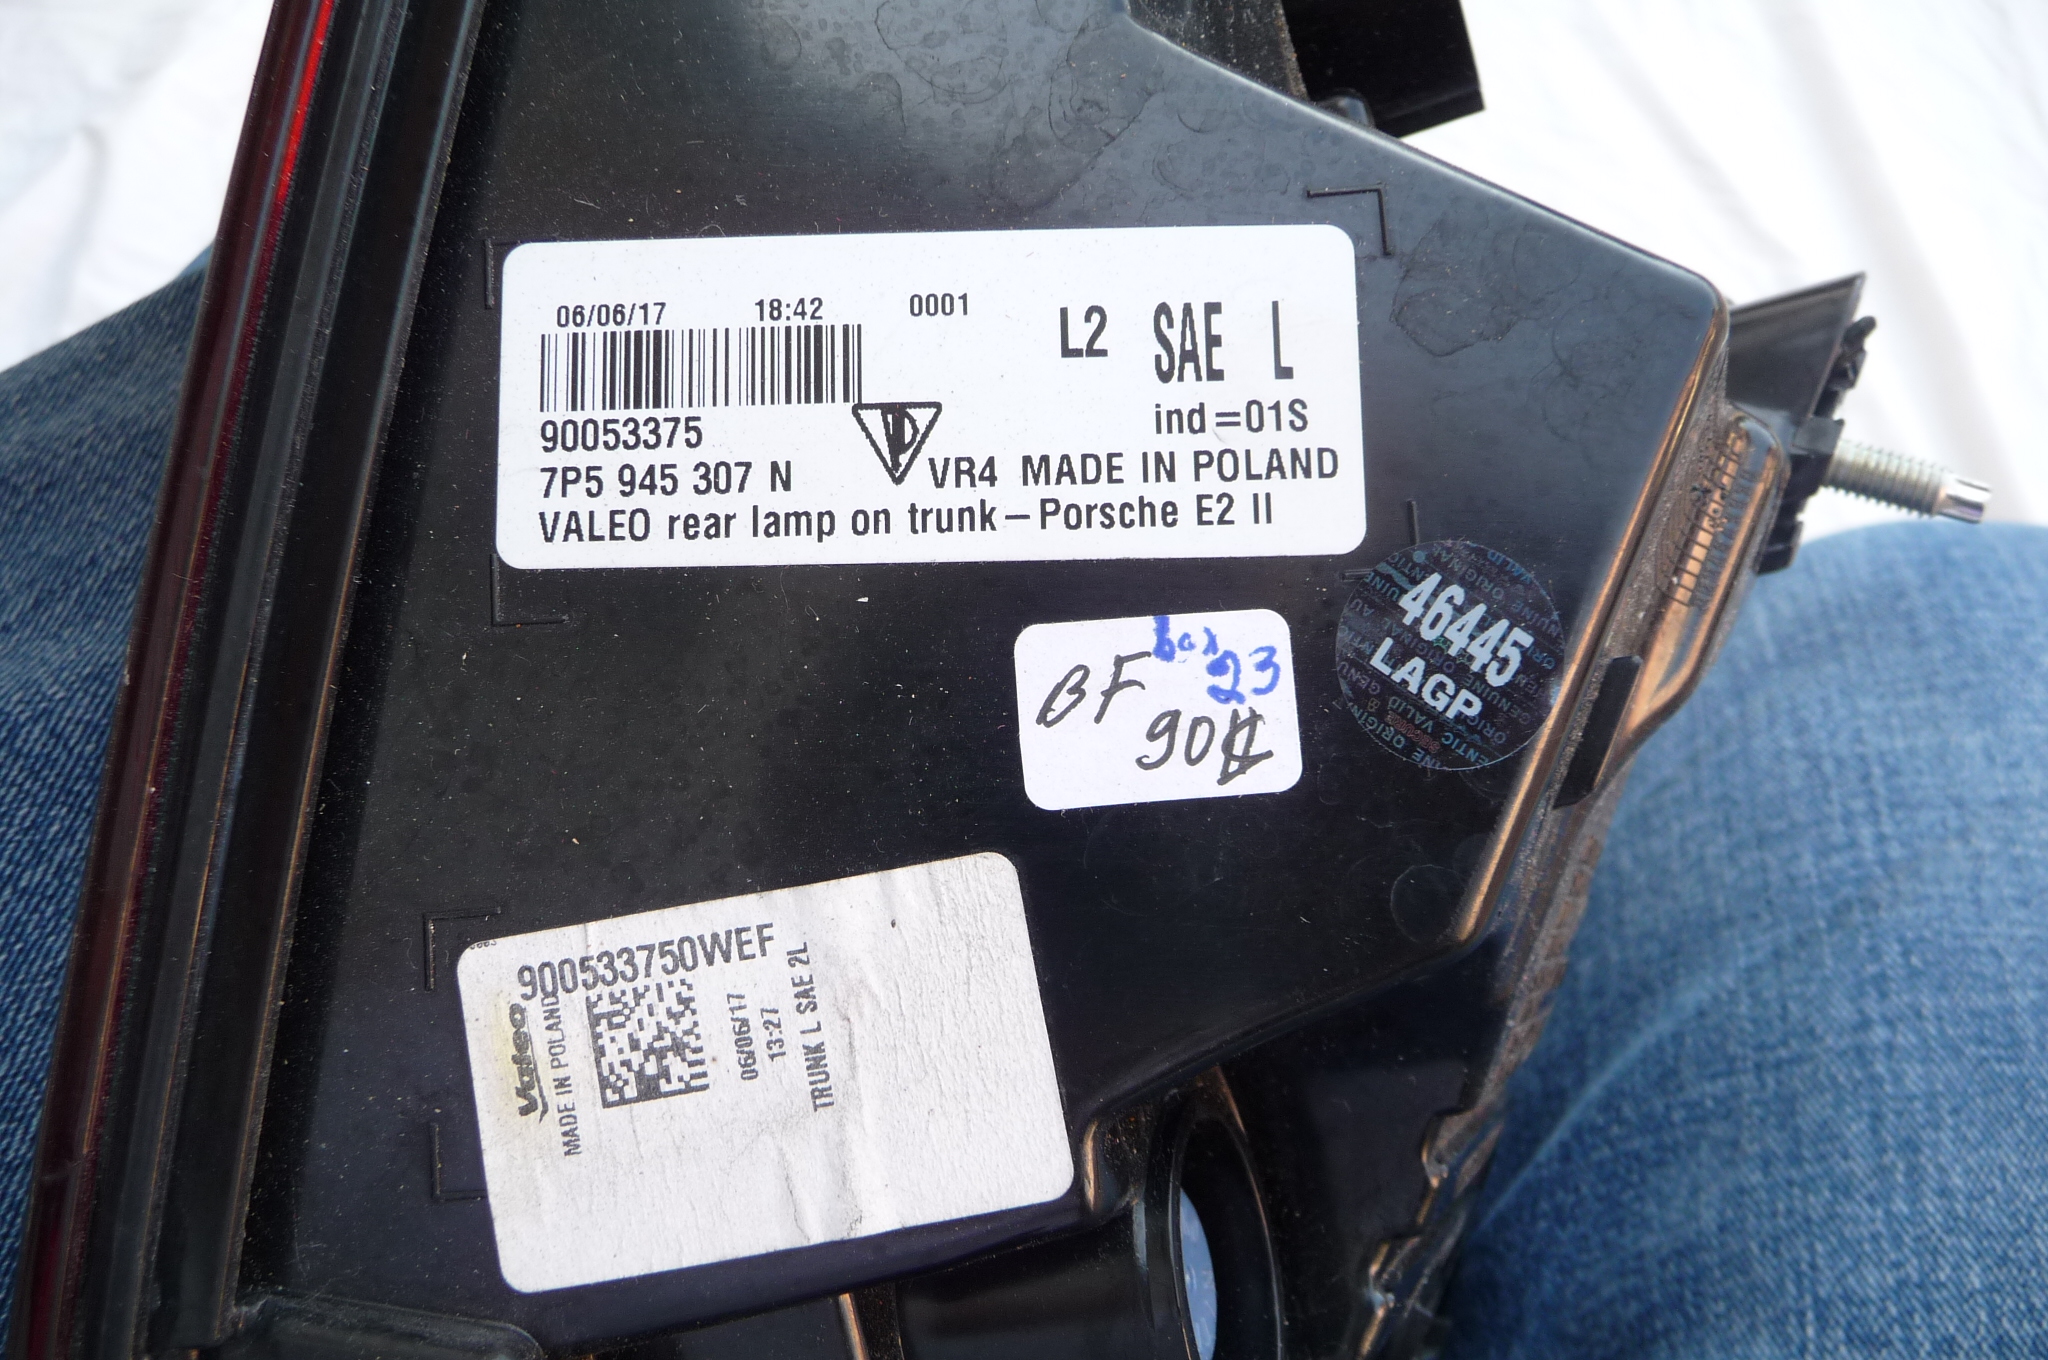 06/06/17 18:42 0001
L2 SAE L
90053375
ind=01S
7P5 945 307 N VR4 MADE IN POLAND
VALEO rear lamp on trunk-Porsche E2 II
46445
LAGP
box
BF 23
90
900533750WEF
Valeo
MADE IN POLAND
06/06/17
13:27
TRUNK L SAE 2L